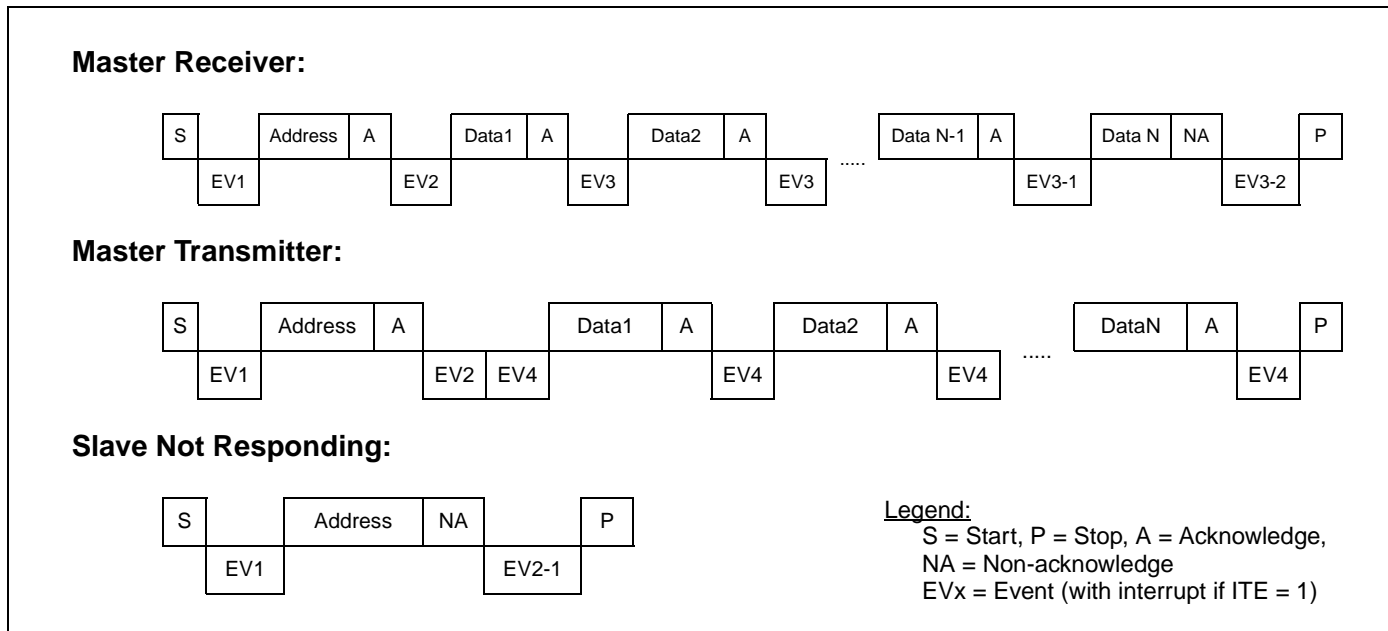 Master Receiver:
S Address A Data1 A Data2 A ..... Data N-1 A Data N NA P
EV1 EV2 EV3 EV3 EV3-1 EV3-2
Master Transmitter:
S Address A Data1 A Data2 A ..... DataN A P
EV1 EV2 EV4 EV4 EV4 EV4
Slave Not Responding:
S Address NA P
EV1 EV2-1
Legend:
S = Start, P = Stop, A = Acknowledge,
NA = Non-acknowledge
EVx = Event (with interrupt if ITE = 1)